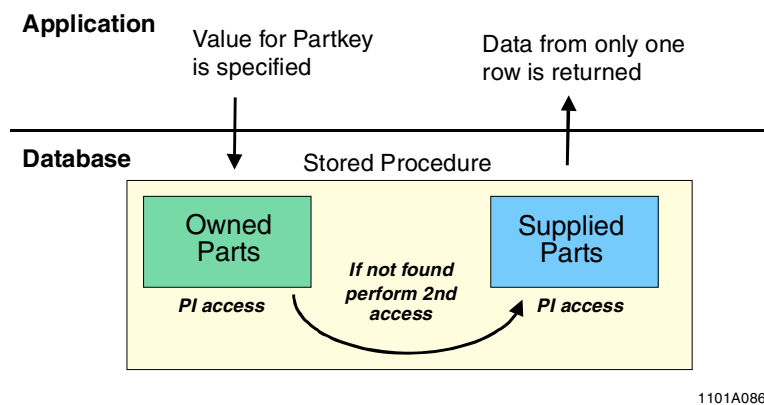 Application
Value for Partkey
is specified
Data from only one
row is returned
Database
Stored Procedure
Owned
Parts
Supplied
Parts
If not found
perform 2nd
access
PI access
PI access
1101A086